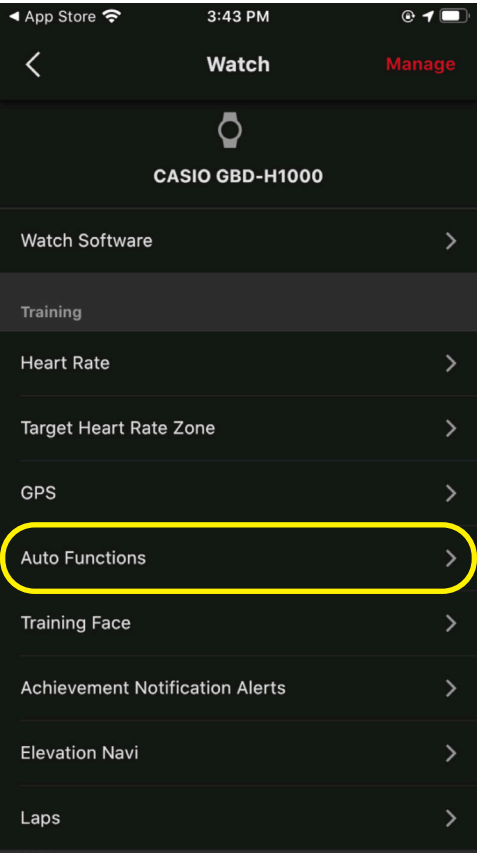 App Store 3:43 PM
Watch Manage
CASIO GBD-H1000
Watch Software
Training
Heart Rate
Target Heart Rate Zone
GPS
Auto Functions
Training Face
Achievement Notification Alerts
Elevation Navi
Laps